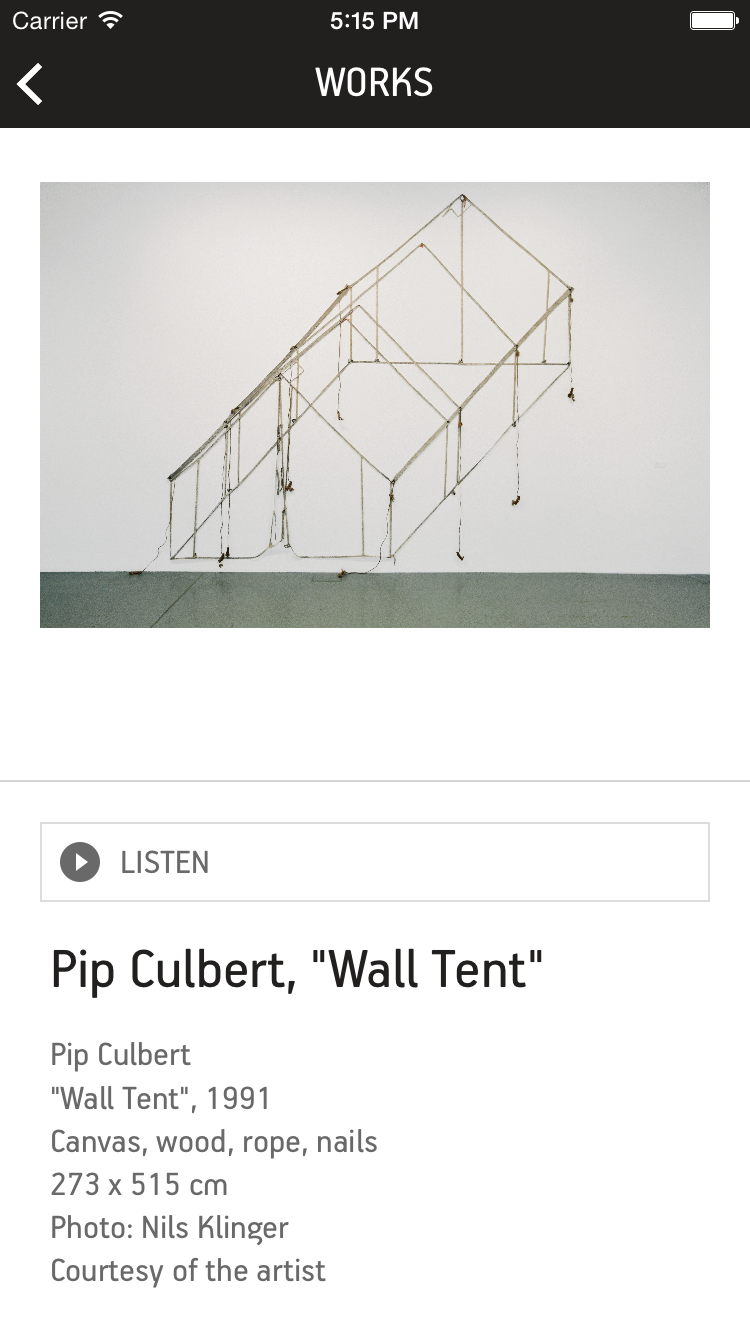 Carrier 5:15 PM
WORKS
LISTEN
Pip Culbert, "Wall Tent"
Pip Culbert
"Wall Tent", 1991
Canvas, wood, rope, nails
273 x 515 cm
Photo: Nils Klinger
Courtesy of the artist